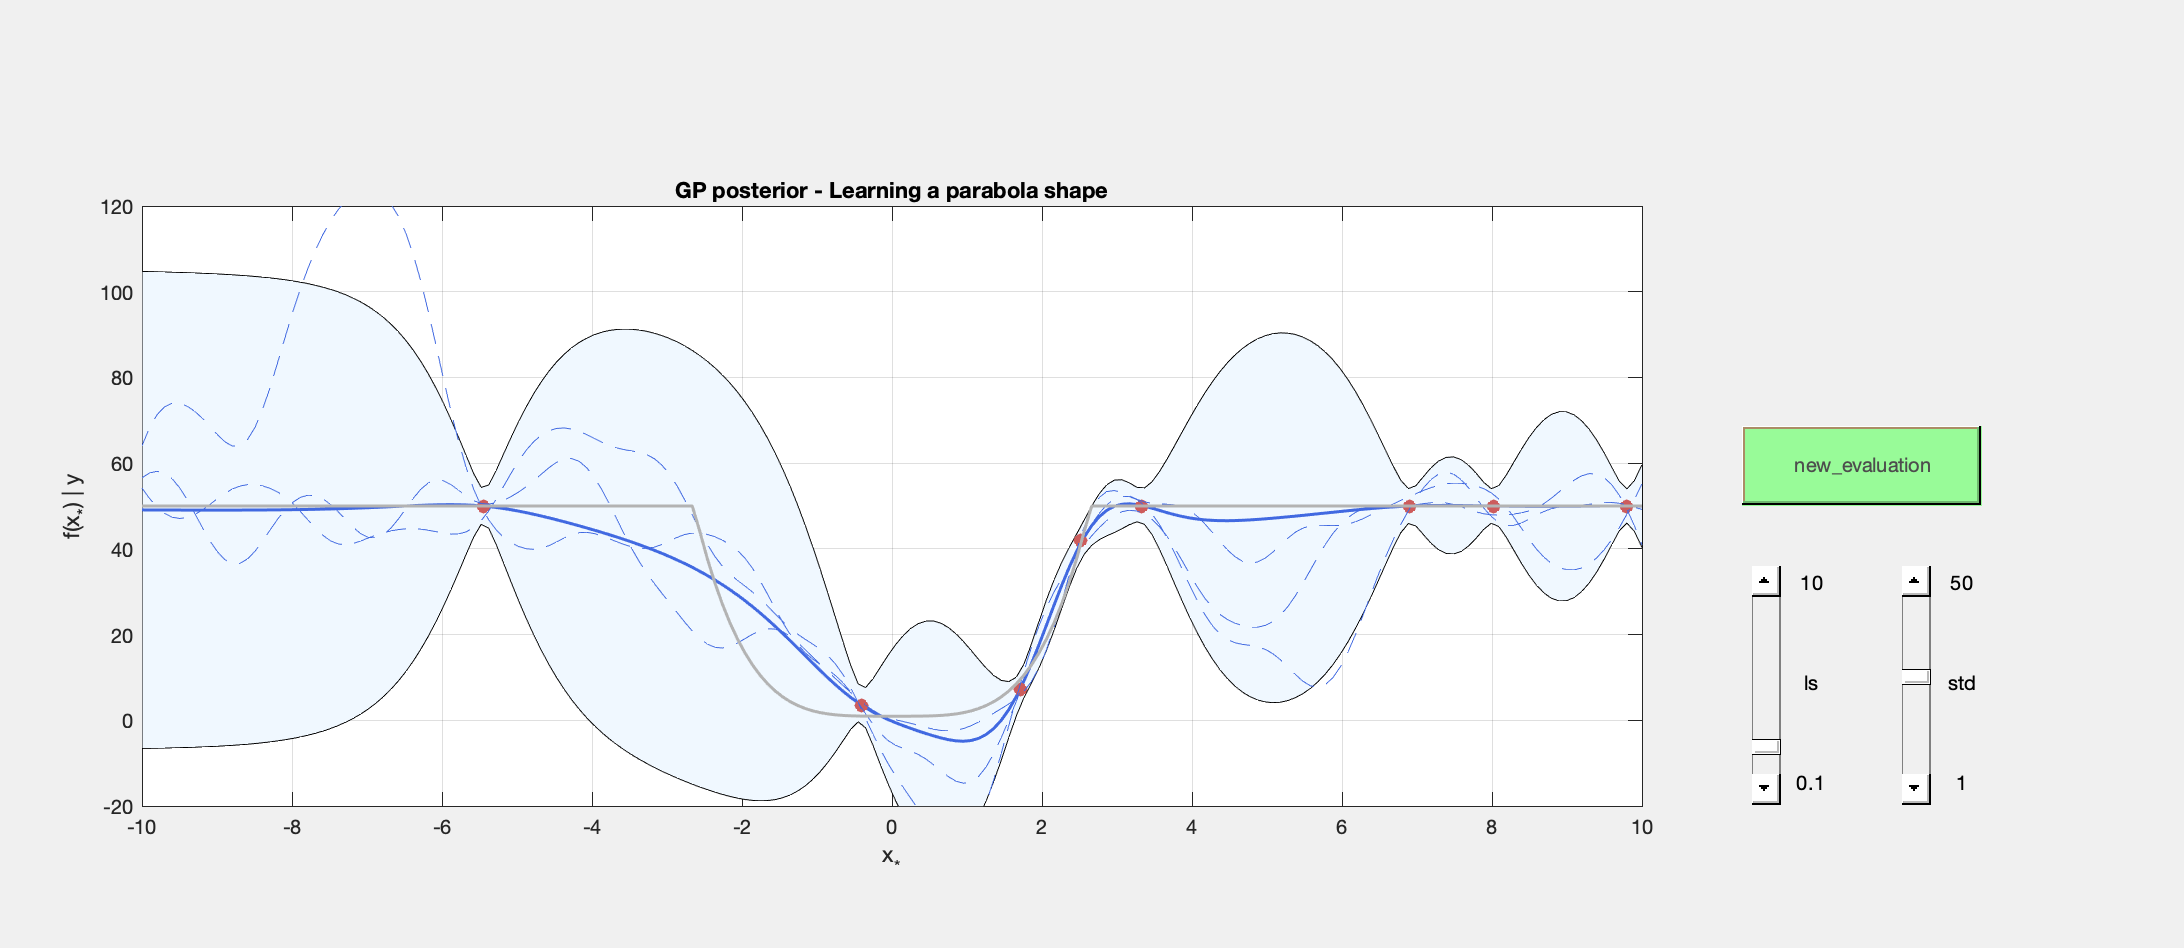 GP posterior - Learning a parabola shape
120
100
80
60
40
20
0
-20
f(x*) | y
-10 -8 -6 -4 -2 0 2 4 6 8 10
x*
new_evaluation
10 50
ls std
0.1 1